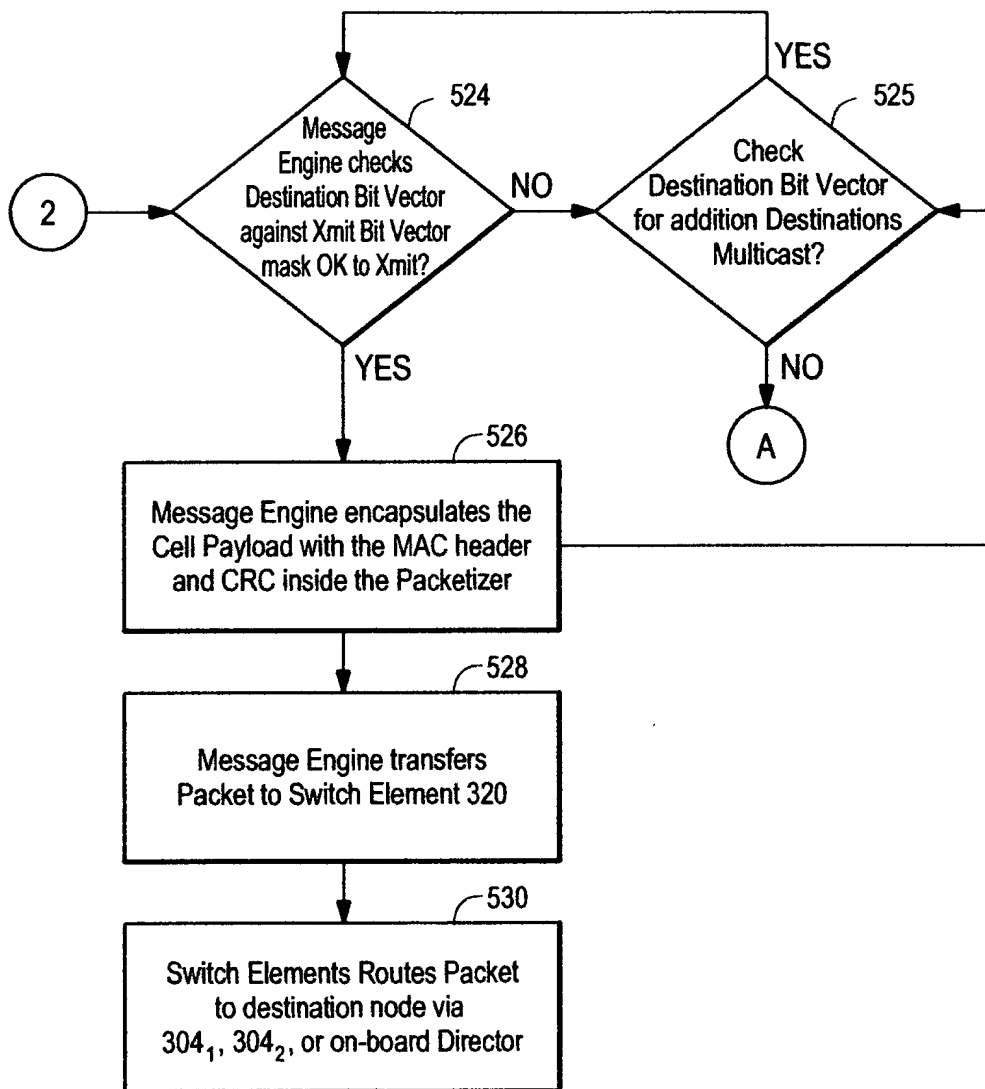 YES
524
525
Message
Engine checks
Destination Bit Vector
against Xmit Bit Vector
mask OK to Xmit?
Check
Destination Bit Vector
for addition Destinations
Multicast?
2
NO
YES
NO
A
526
Message Engine encapsulates the
Cell Payload with the MAC header
and CRC inside the Packetizer
528
Message Engine transfers
Packet to Switch Element 320
530
Switch Elements Routes Packet
to destination node via
304₁, 304₂, or on-board Director